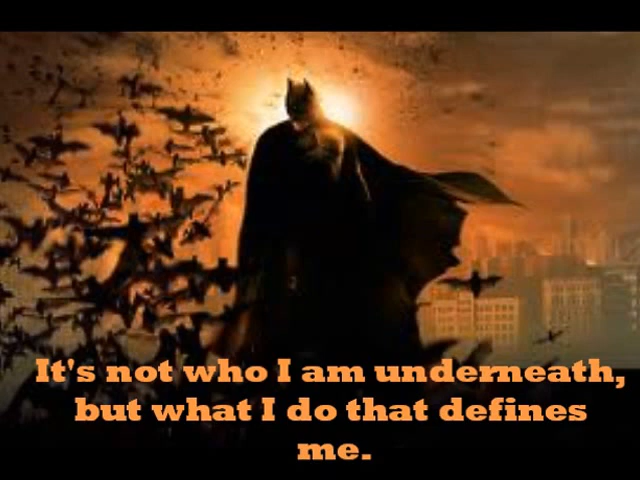 It's not who I am underneath,
but what I do that defines
me.